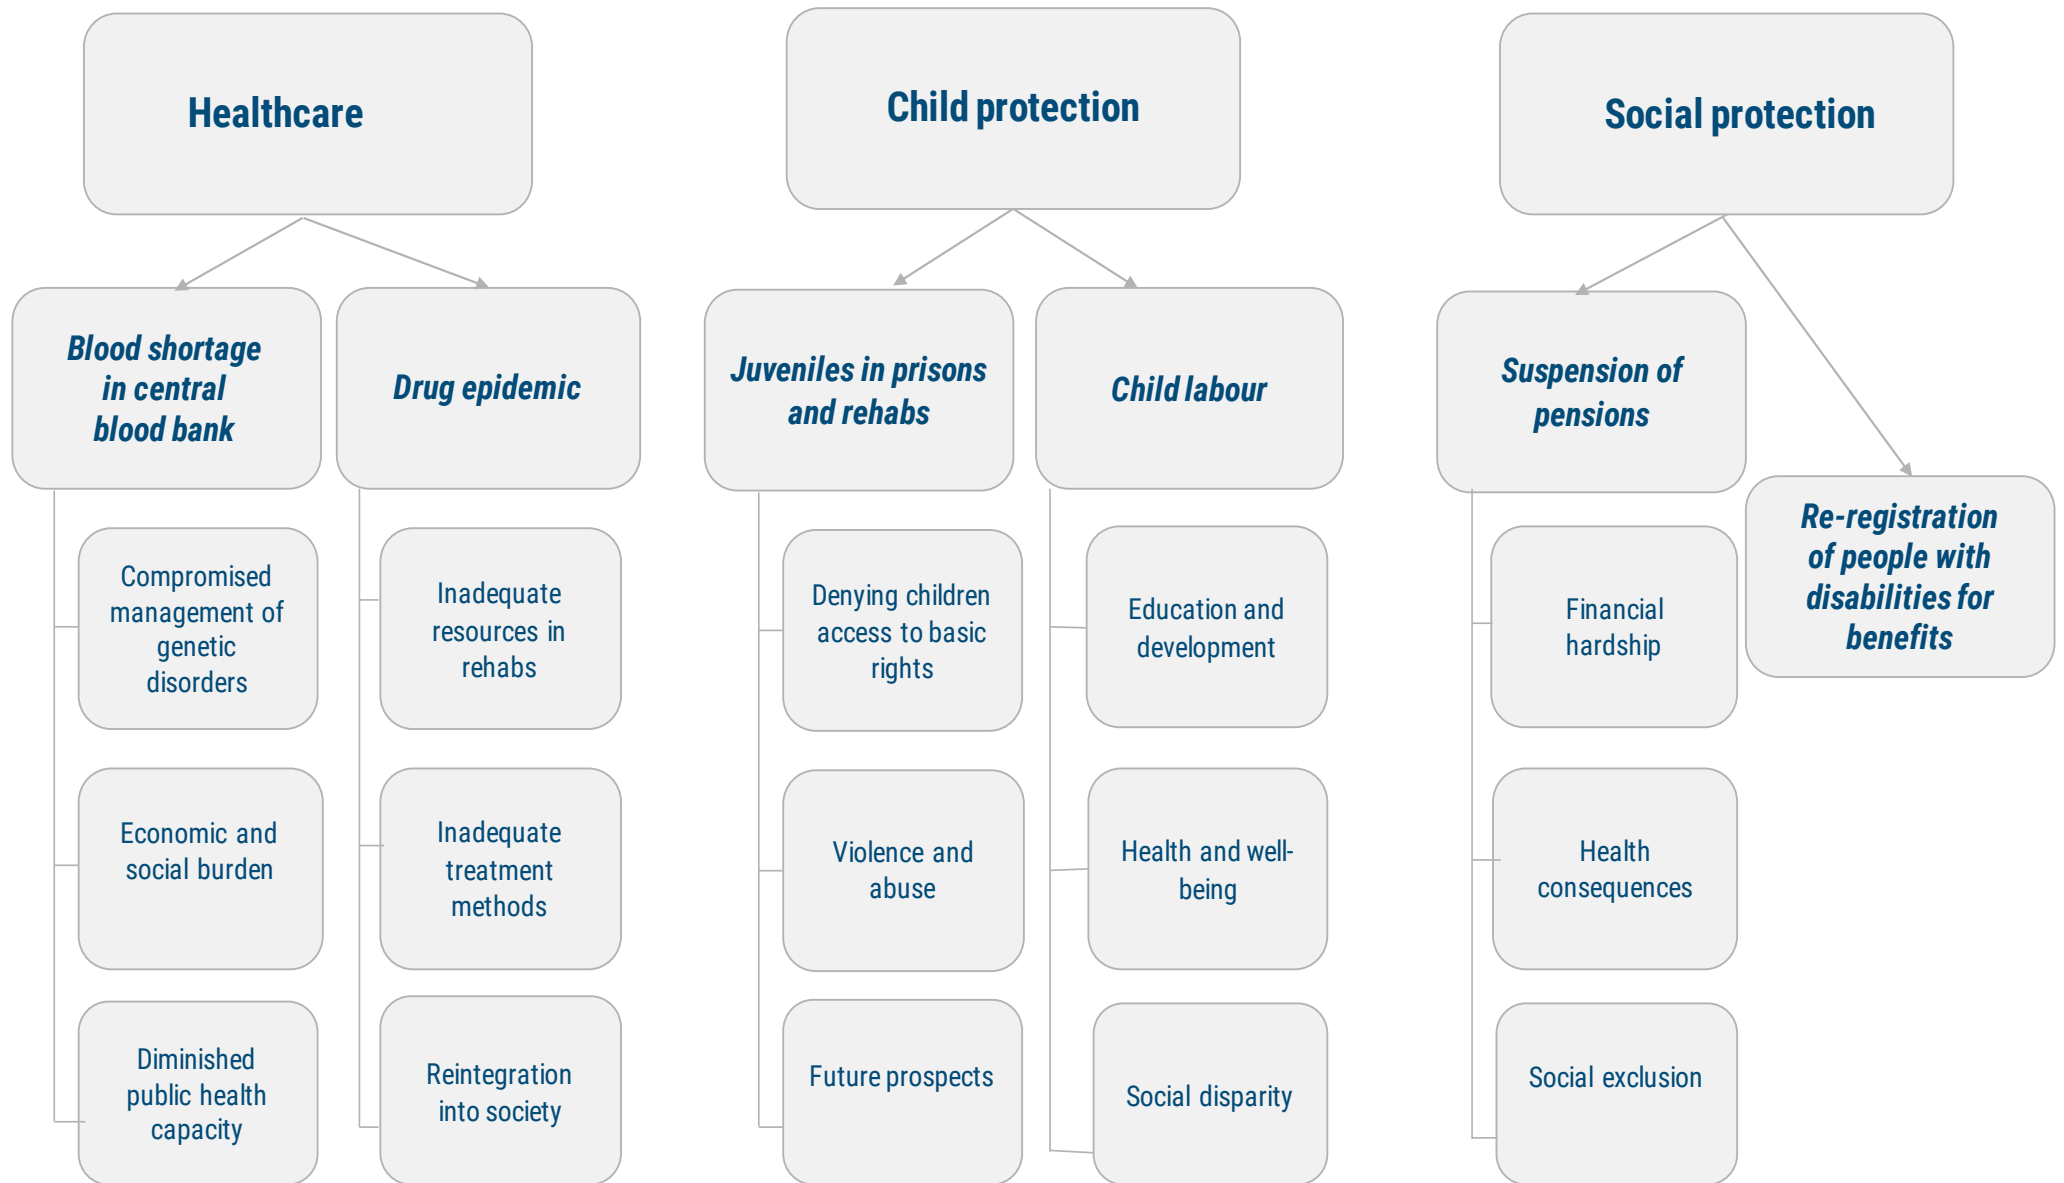 Healthcare
Child protection
Social protection
Blood shortage
in central
blood bank
Drug epidemic
Juveniles in prisons
and rehabs
Child labour
Suspension of
pensions
Re-registration
of people with
disabilities for
benefits
Compromised
management of
genetic
disorders
Inadequate
resources in
rehabs
Denying children
access to basic
rights
Education and
development
Financial
hardship
Economic and
social burden
Inadequate
treatment
methods
Violence and
abuse
Health and well-
being
Health
consequences
Diminished
public health
capacity
Reintegration
into society
Future prospects
Social disparity
Social exclusion